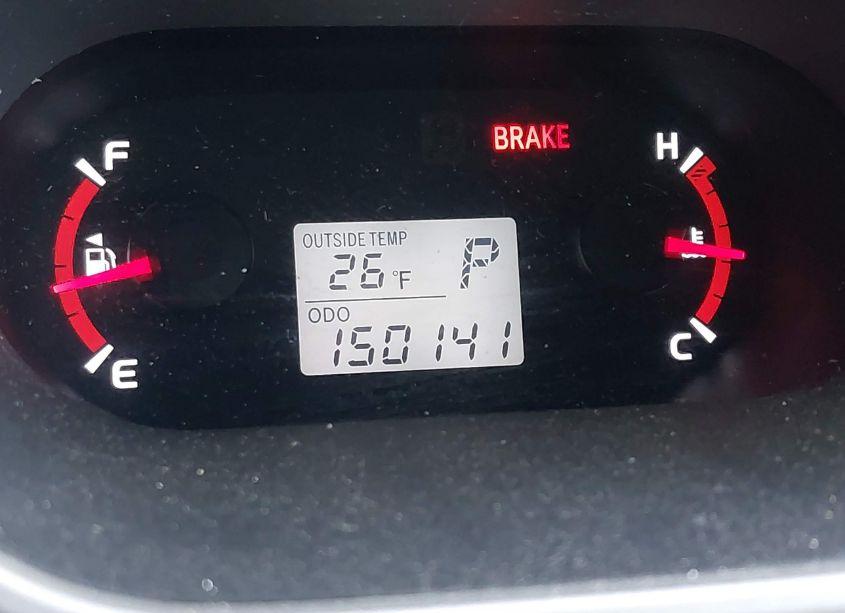 F
BRAKE
H
OUTSIDE TEMP
26 °F
P
ODO
150141
E
C